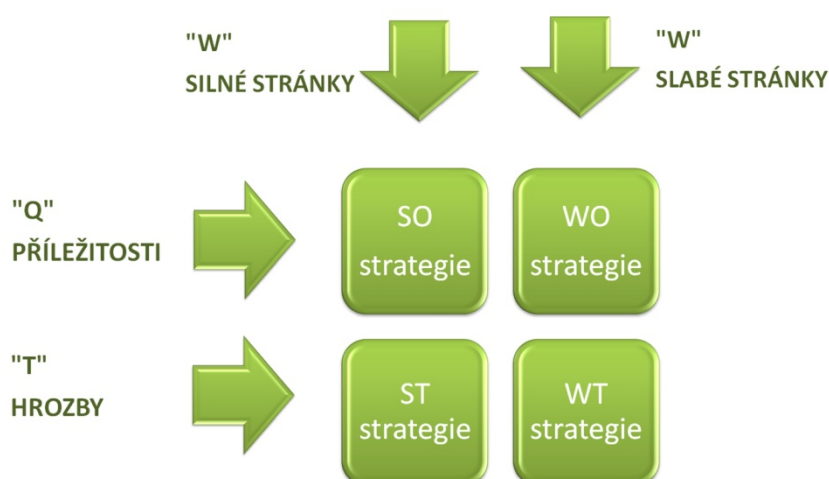 "W"
SILNÉ STRÁNKY
"W"
SLABÉ STRÁNKY
"Q"
PŘÍLEŽITOSTI
SO
strategie
WO
strategie
"T"
HROZBY
ST
strategie
WT
strategie